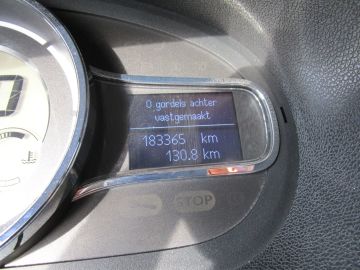 0 gordels achter
vastgemaakt
183365 km
130.8 km
STOP